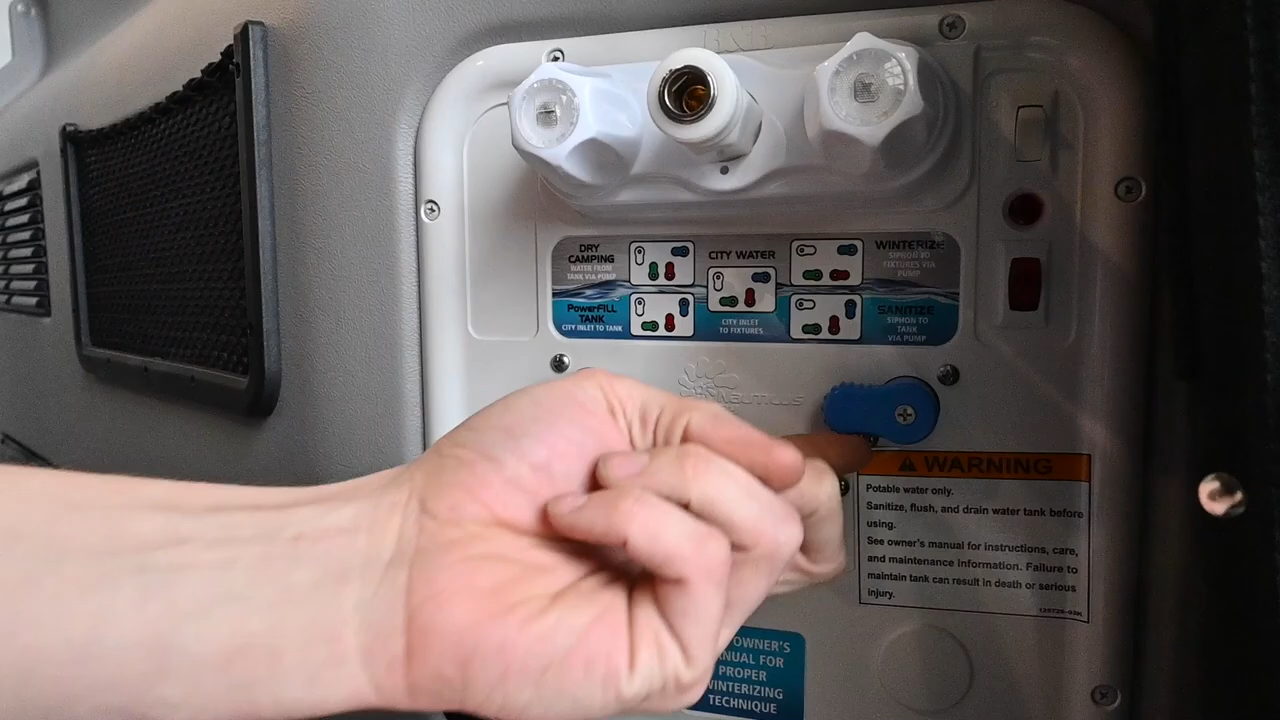 DRY
CAMPING
WATER FROM
TANK VIA PUMP
PowerFILL
TANK
CITY INLET TO TANK
CITY WATER
CITY INLET
TO FIXTURES
WINTERIZE
SIPHON TO
FIXTURES VIA
PUMP
SANITIZE
SIPHON TO
TANK
VIA PUMP
NAUTILUS
WARNING
Potable water only.
Sanitize, flush, and drain water tank before
using.
See owner's manual for instructions, care,
and maintenance information. Failure to
maintain tank can result in death or serious
injury.
OWNER'S
FOR
PROPER
TECHNIQUE